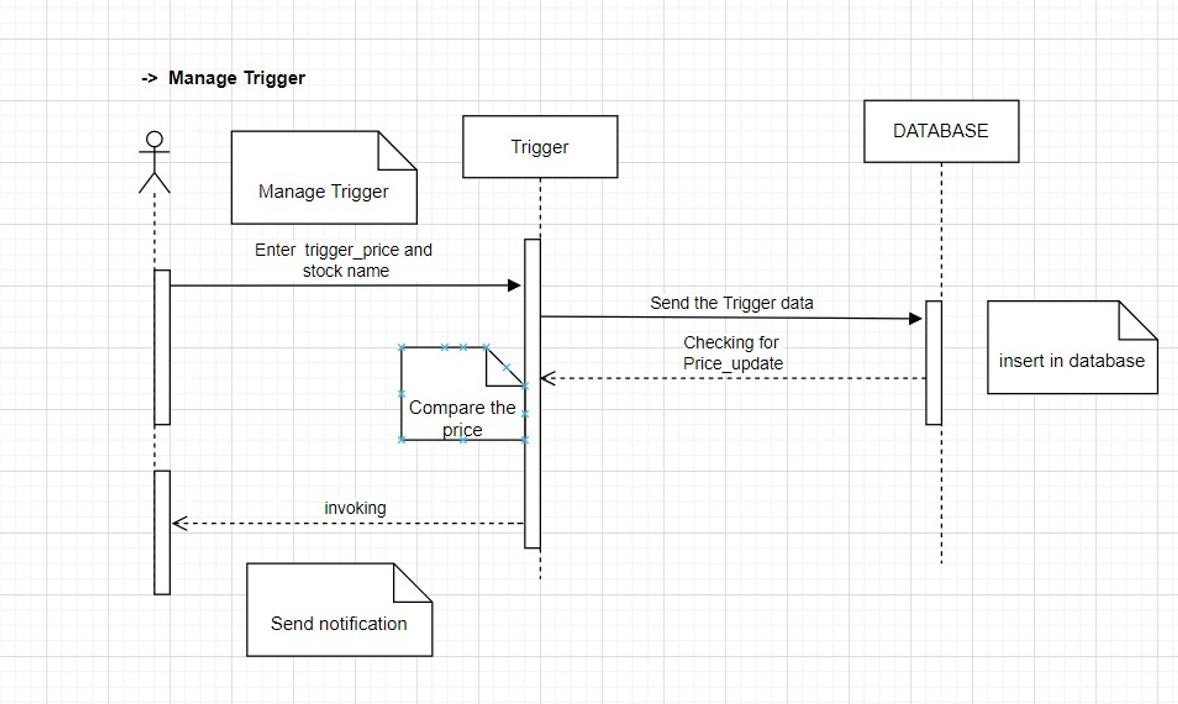 -> Manage Trigger
Manage Trigger
Trigger
DATABASE
Enter trigger_price and
stock name
Send the Trigger data
Checking for
Price_update
insert in database
Compare the
price
invoking
Send notification